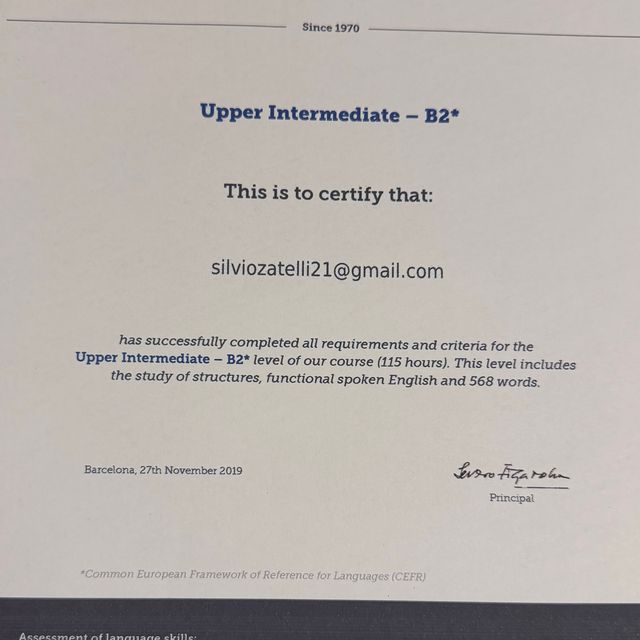 Since 1970
Upper Intermediate – B2*
This is to certify that:
silviozatelli21@gmail.com
has successfully completed all requirements and criteria for the
Upper Intermediate – B2* level of our course (115 hours). This level includes
the study of structures, functional spoken English and 568 words.
Barcelona, 27th November 2019
Principal
*Common European Framework of Reference for Languages (CEFR)
Assessment of language skills: